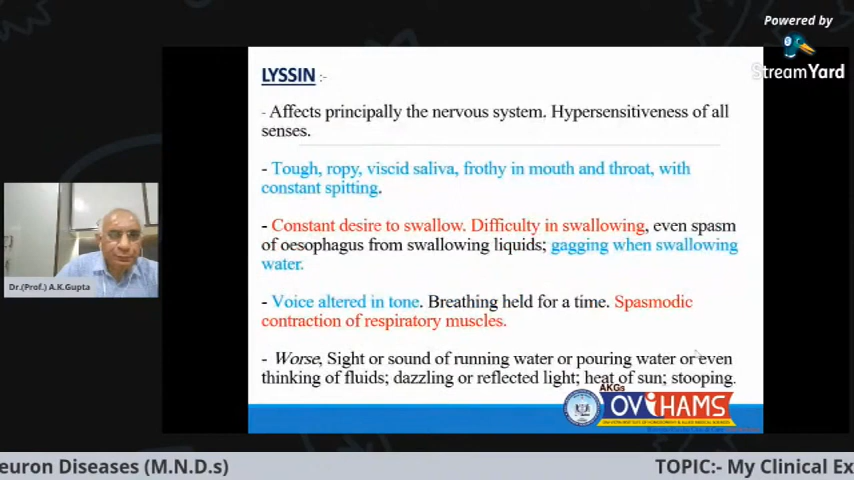 Powered by
StreamYard
LYSSIN :-
- Affects principally the nervous system. Hypersensitiveness of all
senses.
- Tough, ropy, viscid saliva, frothy in mouth and throat, with
constant spitting.
- Constant desire to swallow. Difficulty in swallowing, even spasm
of oesophagus from swallowing liquids; gagging when swallowing
water.
Dr.(Prof.) A.K.Gupta
- Voice altered in tone. Breathing held for a time. Spasmodic
contraction of respiratory muscles.
- Worse, Sight or sound of running water or pouring water or even
thinking of fluids; dazzling or reflected light; heat of sun; stooping.
AKGs
OViHAMS
euron Diseases (M.N.D.s)
TOPIC:- My Clinical Ex